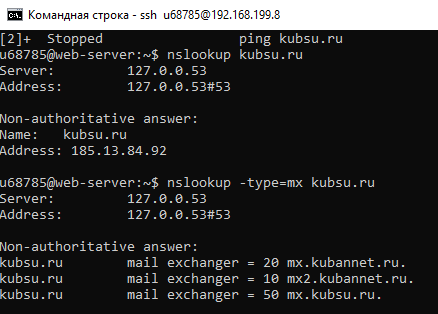 Командная строка - ssh u68785@192.168.199.8
[2]+  Stopped                 ping kubsu.ru
u68785@web-server:~$ nslookup kubsu.ru
Server:         127.0.0.53
Address:        127.0.0.53#53

Non-authoritative answer:
Name:   kubsu.ru
Address: 185.13.84.92

u68785@web-server:~$ nslookup -type=mx kubsu.ru
Server:         127.0.0.53
Address:        127.0.0.53#53

Non-authoritative answer:
kubsu.ru        mail exchanger = 20 mx.kubannet.ru.
kubsu.ru        mail exchanger = 10 mx2.kubannet.ru.
kubsu.ru        mail exchanger = 50 mx.kubsu.ru.